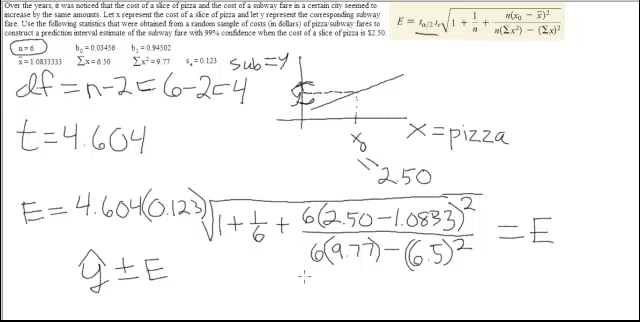 Over the years, it was noticed that the cost of a slice of pizza and the cost of a subway fare in a certain city seemed to
increase by the same amounts. Let x represent the cost of a slice of pizza and let y represent the corresponding subway
fare. Use the following statistics that were obtained from a random sample of costs (in dollars) of pizza subway fares to
construct a prediction interval estimate of the subway fare with 99% confidence when the cost of a slice of pizza is $2.50.
E = t_{α/2} s_e √(1 + 1/n + n(x₀ − x̄)²/(n(Σx²) − (Σx)²))
n=6 b₀ = 0.03456 b₁ = 0.94502
x̄ = 1.0833333 Σx = 6.50 Σx² = 9.77 sₑ = 0.123
sub = y
df = n-2 = 6-2 = 4
t = 4.604
x₀ x = pizza
2.50
E = 4.604(0.123)√(1 + 1/6 + 6(2.50 - 1.0833)²/(6(9.77) - (6.5)²)) = E
ŷ ± E